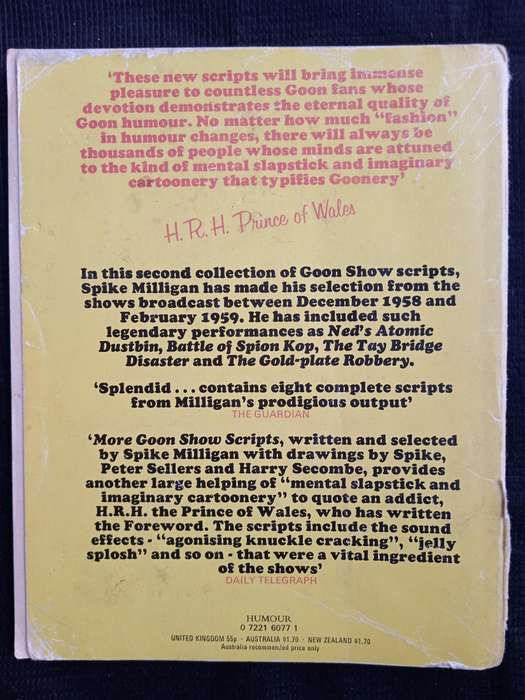 ‘These new scripts will bring immense
pleasure to countless Goon fans whose
devotion demonstrates the eternal quality of
Goon humour. No matter how much “fashion”
in humour changes, there will always be
thousands of people whose minds are attuned
to the kind of mental slapstick and imaginary
cartoonery that typifies Goonery’
H.R.H. Prince of Wales
In this second collection of Goon Show scripts,
Spike Milligan has made his selection from the
shows broadcast between December 1958 and
February 1959. He has included such
legendary performances as Ned’s Atomic
Dustbin, Battle of Spion Kop, The Tay Bridge
Disaster and The Gold-plate Robbery.
‘Splendid . . . contains eight complete scripts
from Milligan’s prodigious output’
THE GUARDIAN
‘More Goon Show Scripts, written and selected
by Spike Milligan with drawings by Spike,
Peter Sellers and Harry Secombe, provides
another large helping of “mental slapstick and
imaginary cartoonery” to quote an addict,
H.R.H. the Prince of Wales, who has written
the Foreword. The scripts include the sound
effects - “agonising knuckle cracking”, “jelly
splosh” and so on - that were a vital ingredient
of the shows’
DAILY TELEGRAPH
HUMOUR
0 7221 6077 1
UNITED KINGDOM 55p · AUSTRALIA $1.70 · NEW ZEALAND $1.70
Australia recommended price only